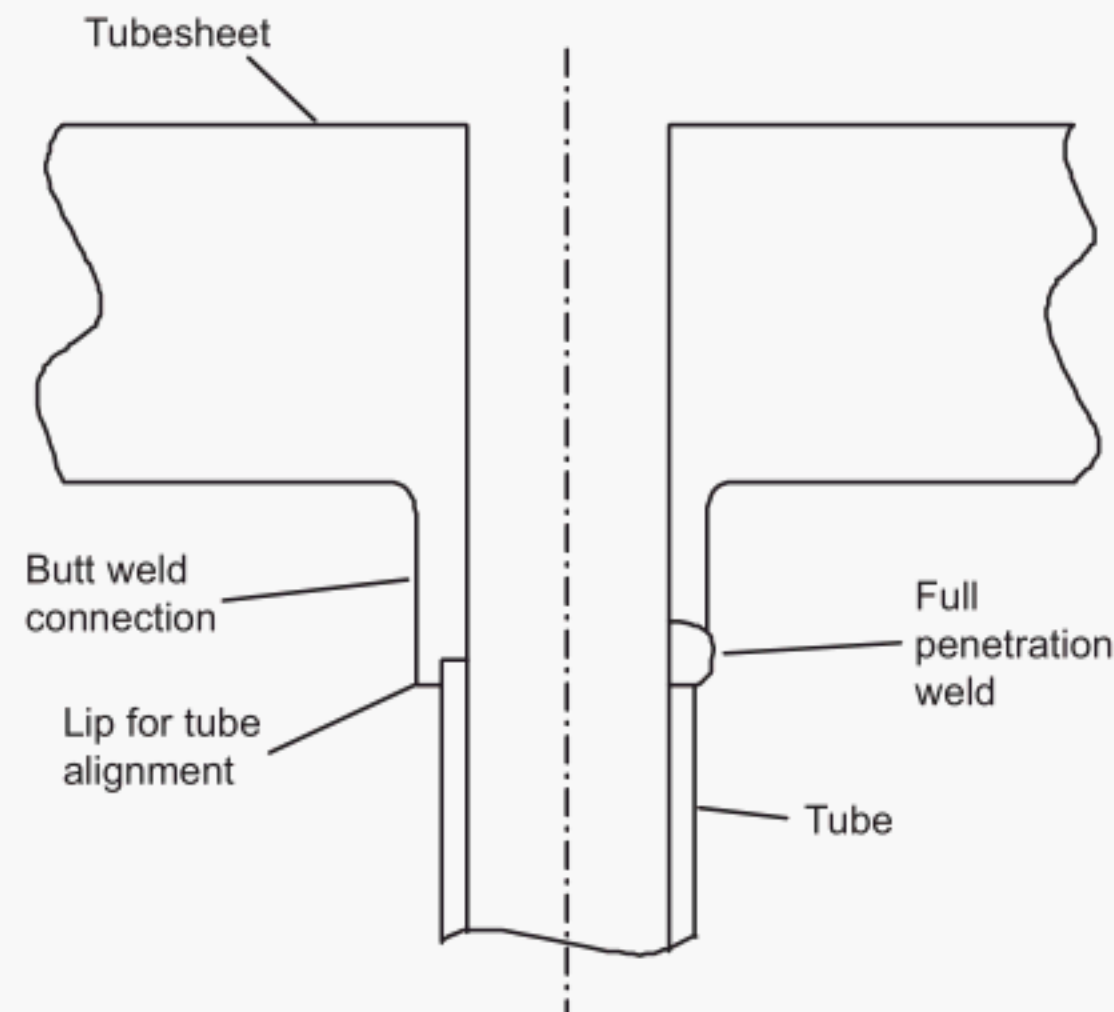 Tubesheet
Butt weld
connection
Full
penetration
weld
Lip for tube
alignment
Tube